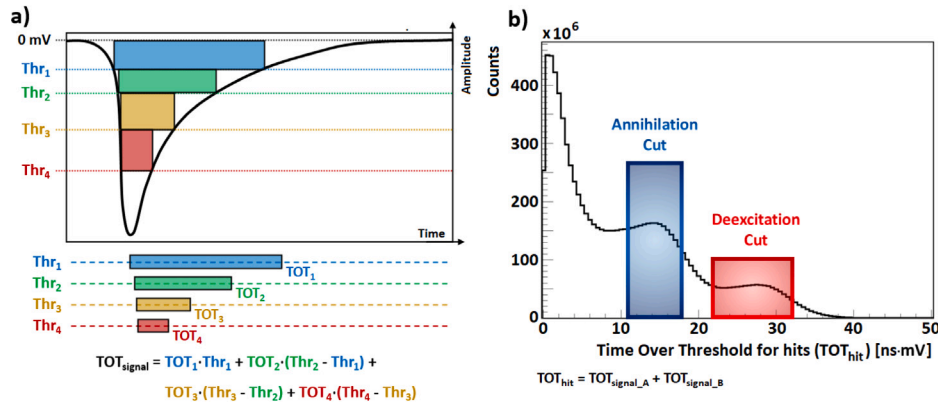 a)
0 mV
Thr₁
Thr₂
Thr₃
Thr₄
Amplitude
Time
Thr₁
TOT₁
Thr₂
TOT₂
Thr₃
TOT₃
Thr₄
TOT₄
TOTsignal = TOT₁·Thr₁ + TOT₂·(Thr₂ - Thr₁) +
TOT₃·(Thr₃ - Thr₂) + TOT₄·(Thr₄ - Thr₃)
b)
×10⁶
Counts
400
300
200
100
0
Annihilation
Cut
Deexcitation
Cut
0 10 20 30 40 50
Time Over Threshold for hits (TOThit) [ns·mV]
TOThit = TOTsignal_A + TOTsignal_B